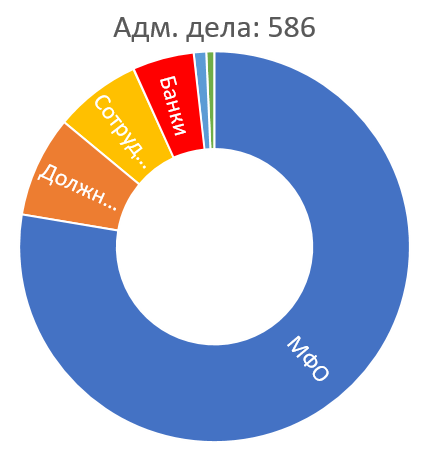 Адм. дела: 586
Банки
Сотруд...
Должн...
МФО